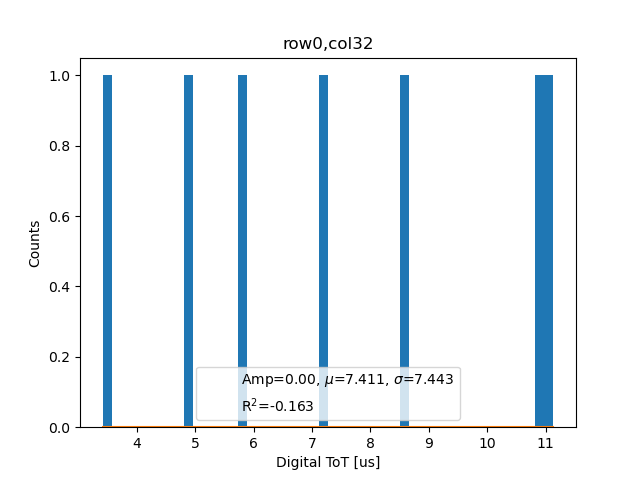 row0,col32
Counts
1.0
0.8
0.6
0.4
0.2
0.0
Amp=0.00, μ=7.411, σ=7.443
R²=-0.163
4 5 6 7 8 9 10 11
Digital ToT [us]